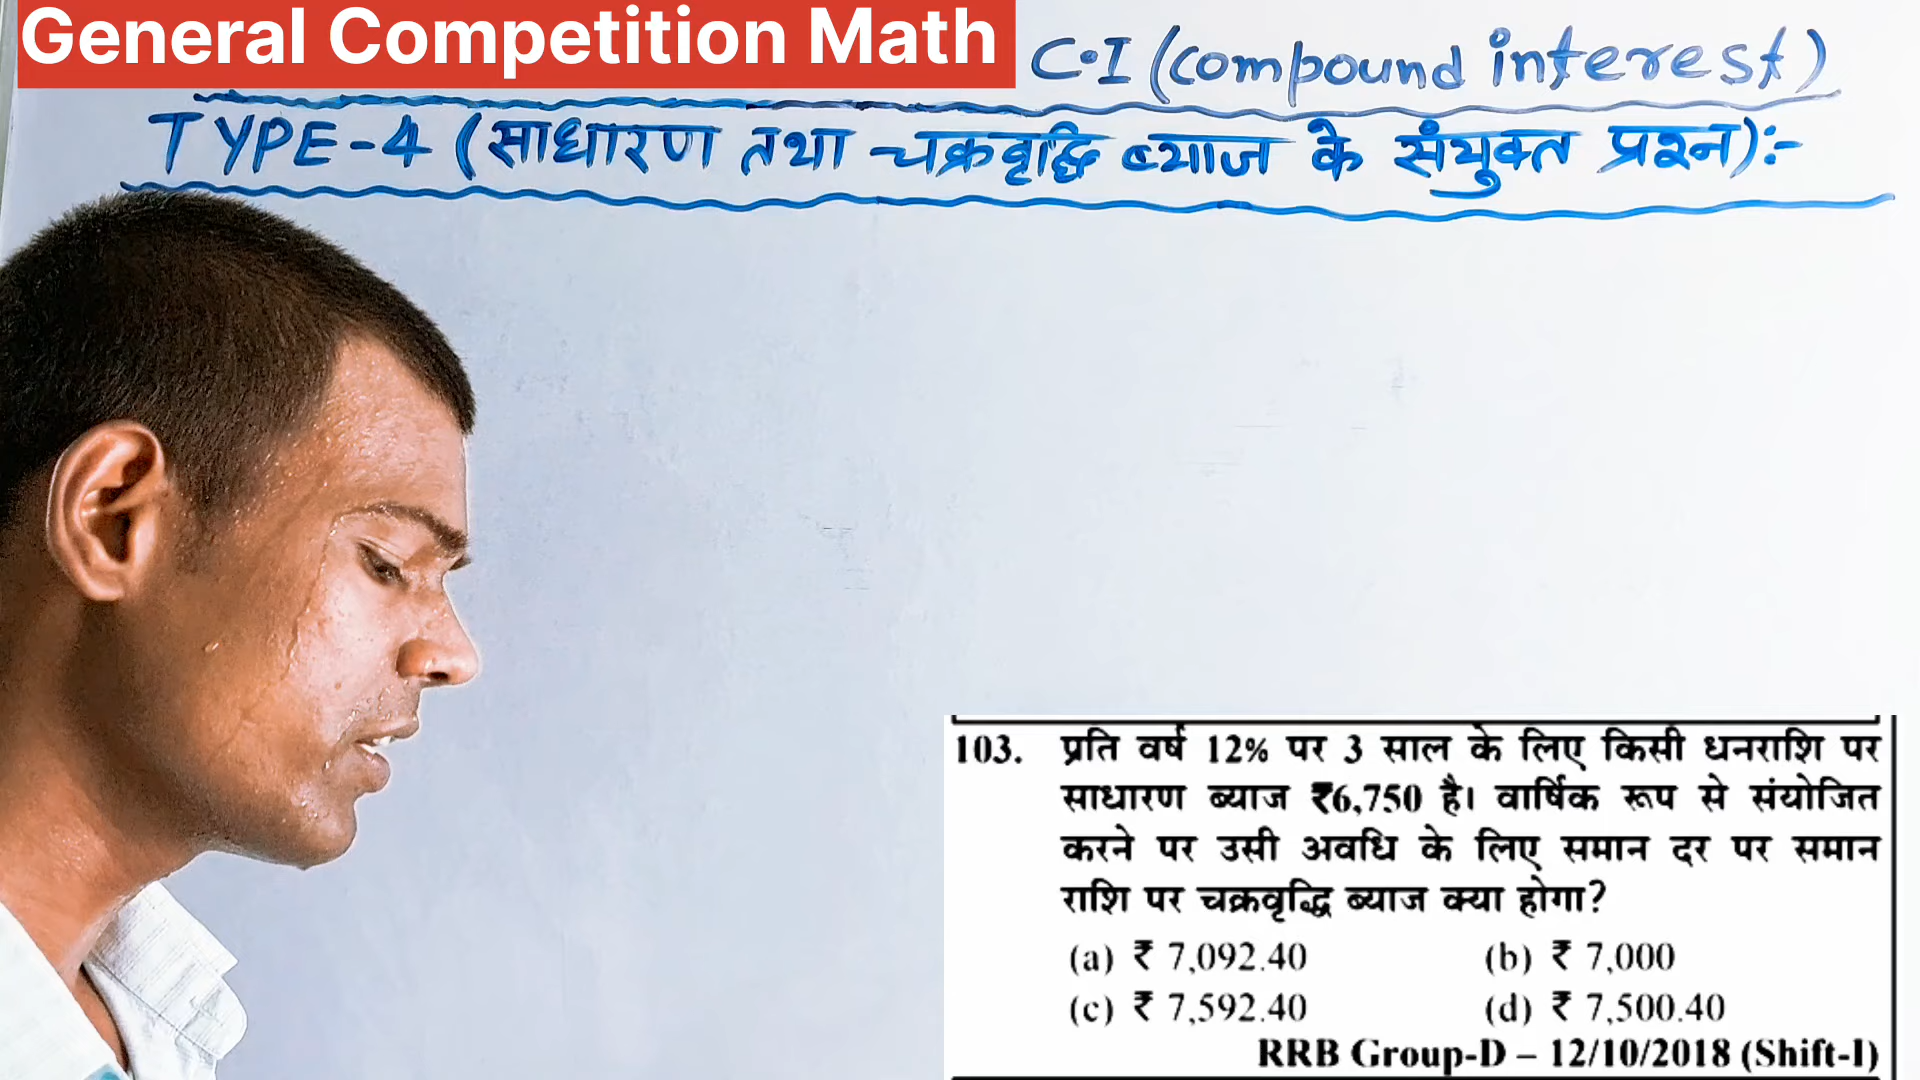 General Competition Math
C.I (compound interest)
TYPE-4 (साधारण तथा चक्रवृद्धि ब्याज के संयुक्त प्रश्न):-
103. प्रति वर्ष 12% पर 3 साल के लिए किसी धनराशि पर
साधारण ब्याज ₹6,750 है। वार्षिक रूप से संयोजित
करने पर उसी अवधि के लिए समान दर पर समान
राशि पर चक्रवृद्धि ब्याज क्या होगा?
(a) ₹ 7,092.40 (b) ₹ 7,000
(c) ₹ 7,592.40 (d) ₹ 7,500.40
RRB Group-D – 12/10/2018 (Shift-I)